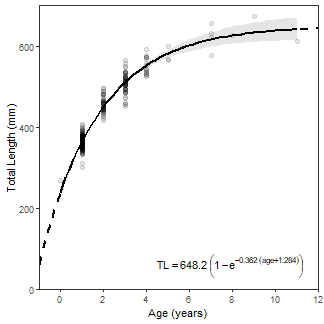 Total Length (mm)
600
400
200
0
TL = 648.2 (1−e^−0.362 (age+1.284))
0 2 4 6 8 10 12
Age (years)